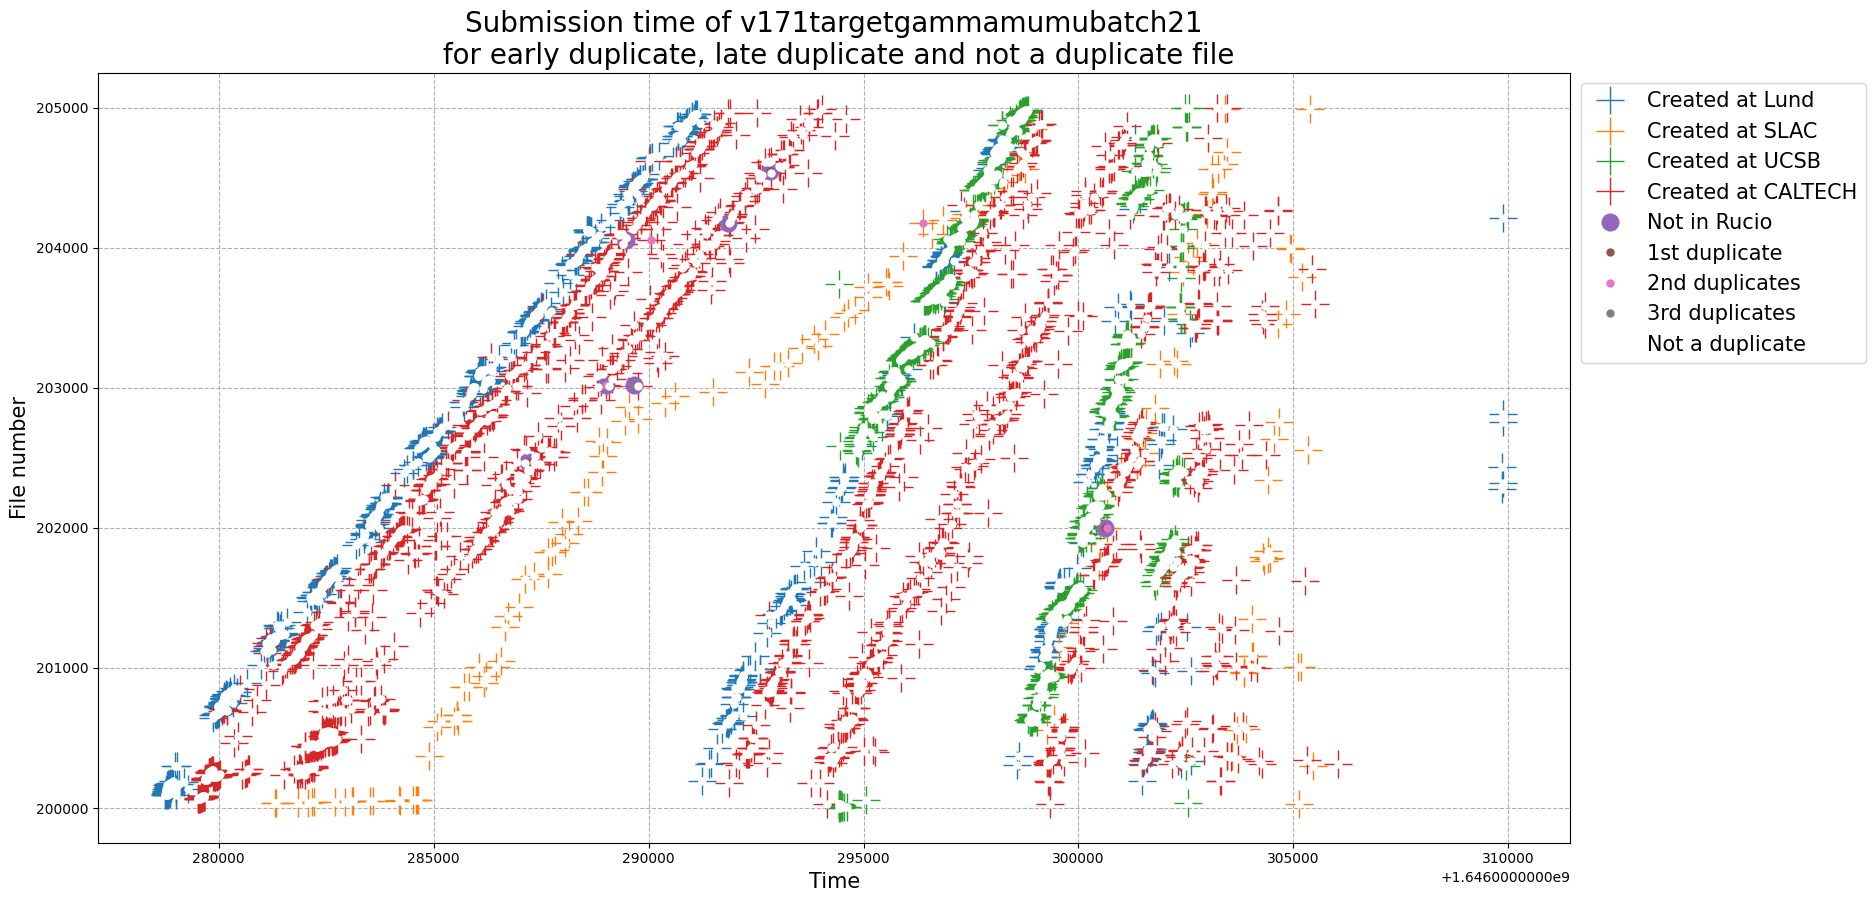 Submission time of v171targetgammamumubatch21
for early duplicate, late duplicate and not a duplicate file
205000
204000
203000
202000
201000
200000
File number
280000
285000
290000
295000
300000
305000
310000
+1.6460000000e9
Time
Created at Lund
Created at SLAC
Created at UCSB
Created at CALTECH
Not in Rucio
1st duplicate
2nd duplicates
3rd duplicates
Not a duplicate